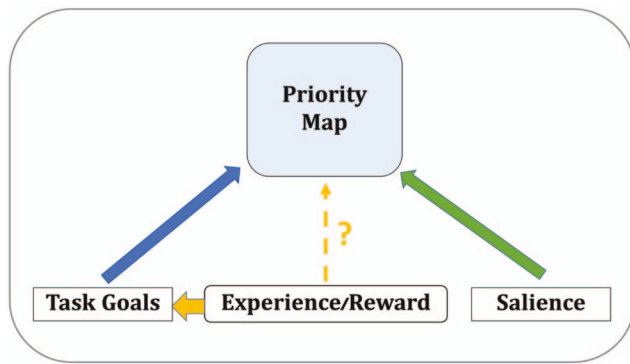 Priority
Map
?
Task Goals
Experience/Reward
Salience